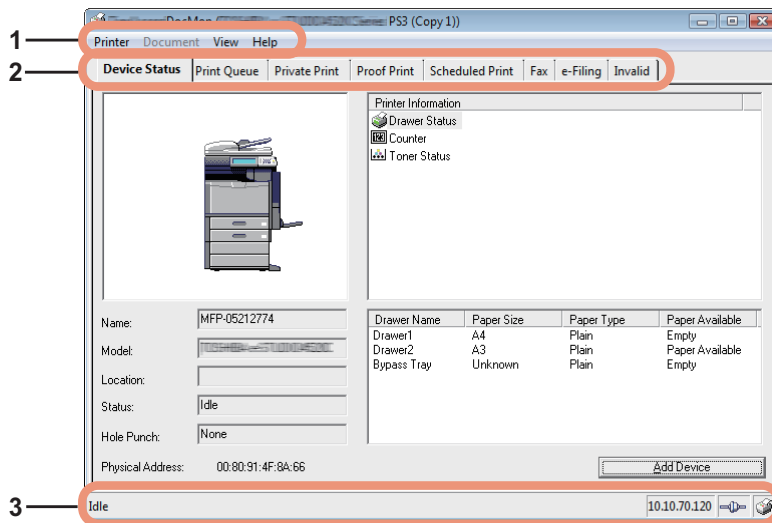 PS3 (Copy 1))
1
Printer Document View Help
2
Device Status Print Queue Private Print Proof Print Scheduled Print Fax e-Filing Invalid
Printer Information
Drawer Status
Counter
Toner Status
Name: MFP-05212774
Model:
Location:
Status: Idle
Hole Punch: None
Physical Address: 00:80:91:4F:8A:66
Drawer Name Paper Size Paper Type Paper Available
Drawer1 A4 Plain Empty
Drawer2 A3 Plain Paper Available
Bypass Tray Unknown Plain Empty
Add Device
3
Idle 10.10.70.120